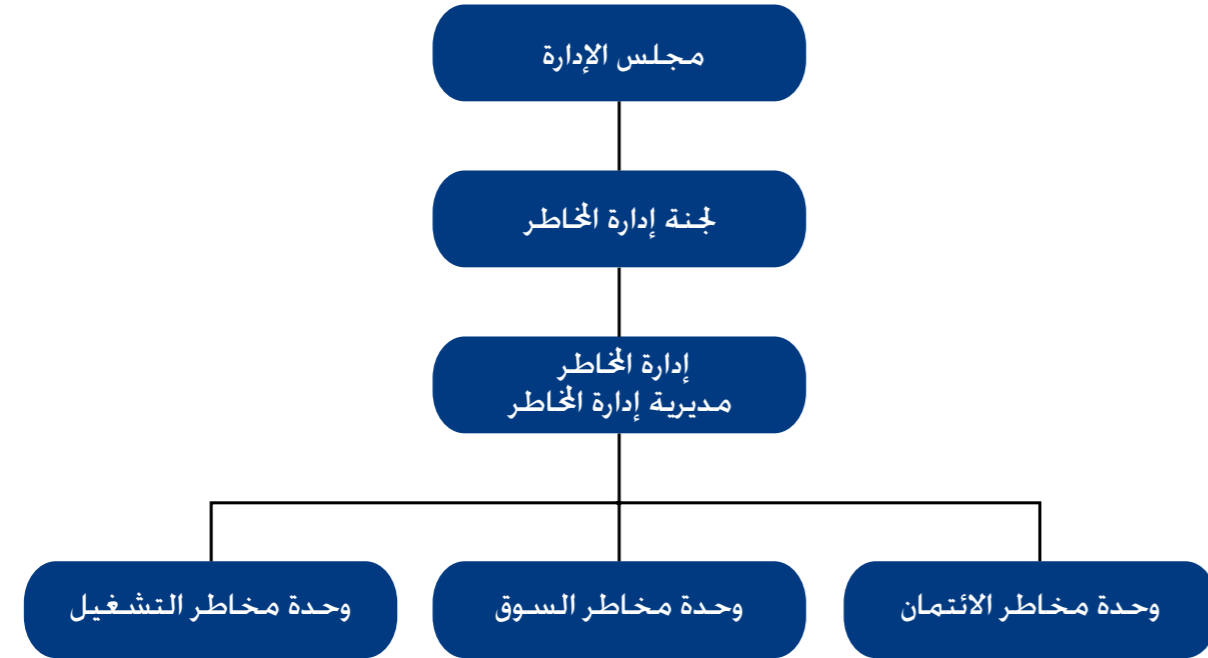 مجلس الإدارة
لجنة إدارة المخاطر
إدارة المخاطر
مديرية إدارة المخاطر
وحدة مخاطر الائتمان
وحدة مخاطر السوق
وحدة مخاطر التشغيل